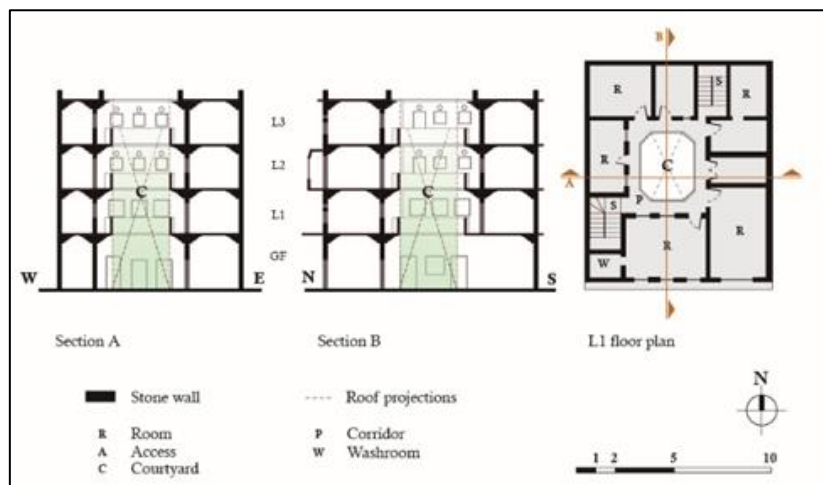 B
L3
L2
L1
GF
W
E
N
S
C
C
R
S
R
R
C
A
P
S
R
R
W
Section A
Section B
L1 floor plan
Stone wall
Roof projections
R Room
P Corridor
A Access
W Washroom
C Courtyard
N
1 2 5 10